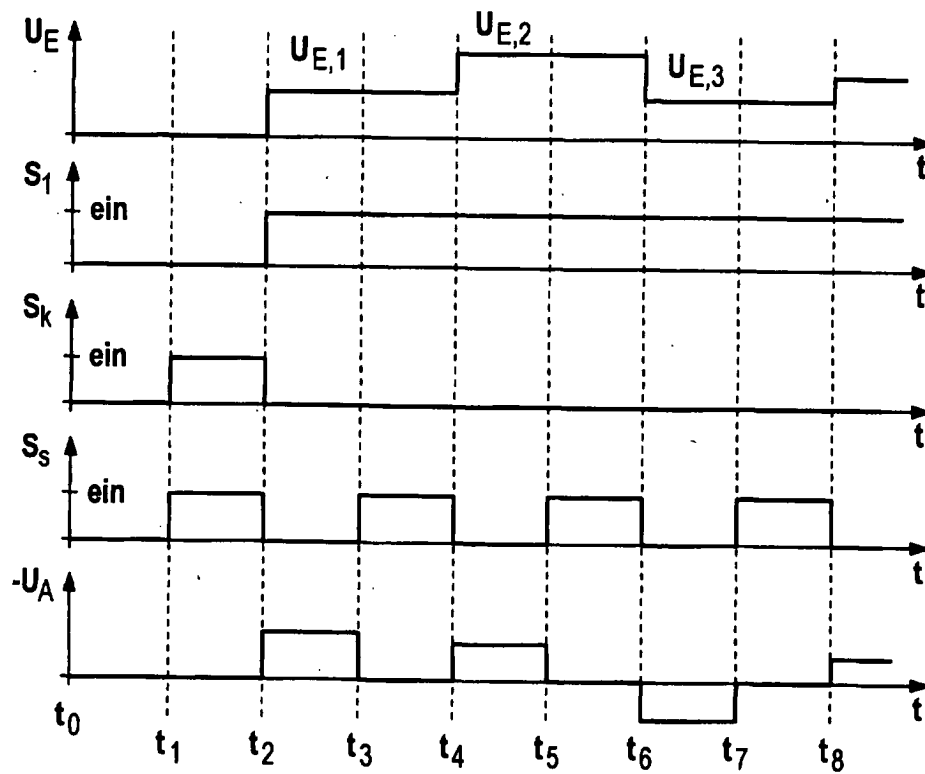 U_E
U_E,1
U_E,2
U_E,3
t
S_1
ein
t
S_k
ein
t
S_s
ein
t
-U_A
t
t_0
t_1
t_2
t_3
t_4
t_5
t_6
t_7
t_8